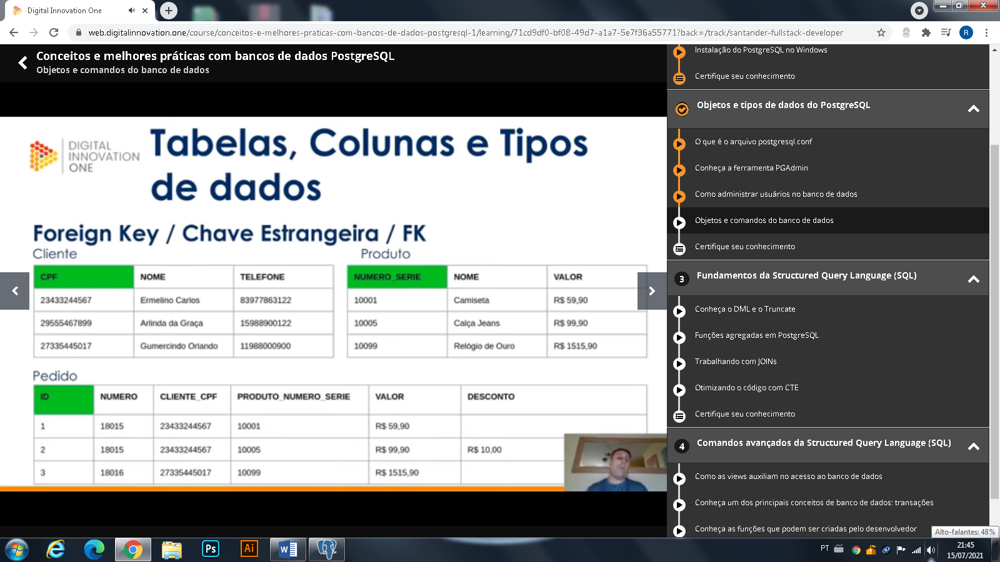 Digital Innovation One
web.digitalinnovation.one/course/conceitos-e-melhores-praticas-com-bancos-de-dados-postgresql-1/learning/71cd9df0-bf08-49d7-a1a7-5e7f36a55771?back=/track/santander-fullstack-developer
R
Conceitos e melhores práticas com bancos de dados PostgreSQL
Objetos e comandos do banco de dados
DIGITAL
INNOVATION
ONE
Tabelas, Colunas e Tipos
de dados
Foreign Key / Chave Estrangeira / FK
Cliente
CPF NOME TELEFONE
23433244567 Ermelino Carlos 83977863122
29555467899 Arlinda da Graça 15988900122
27335445017 Gumercindo Orlando 11988000900
Produto
NUMERO_SERIE NOME VALOR
10001 Camiseta R$ 59,90
10005 Calça Jeans R$ 99,90
10099 Relógio de Ouro R$ 1515,90
Pedido
ID NUMERO CLIENTE_CPF PRODUTO_NUMERO_SERIE VALOR DESCONTO
1 18015 23433244567 10001 R$ 59,90
2 18015 23433244567 10005 R$ 99,90 R$ 10,00
3 18016 27335445017 10099 R$ 1515,90
Instalação do PostgreSQL no Windows
Certifique seu conhecimento
Objetos e tipos de dados do PostgreSQL
O que é o arquivo postgresql.conf
Conheça a ferramenta PGAdmin
Como administrar usuários no banco de dados
Objetos e comandos do banco de dados
Certifique seu conhecimento
3 Fundamentos da Structured Query Language (SQL)
Conheça o DML e o Truncate
Funções agregadas em PostgreSQL
Trabalhando com JOINs
Otimizando o código com CTE
Certifique seu conhecimento
4 Comandos avançados da Structured Query Language (SQL)
Como as views auxiliam no acesso ao banco de dados
Conheça um dos principais conceitos de banco de dados: transações
Conheça as funções que podem ser criadas pelo desenvolvedor
Alto-falantes: 48%
Ps
Ai
W
PT
21:45
15/07/2021